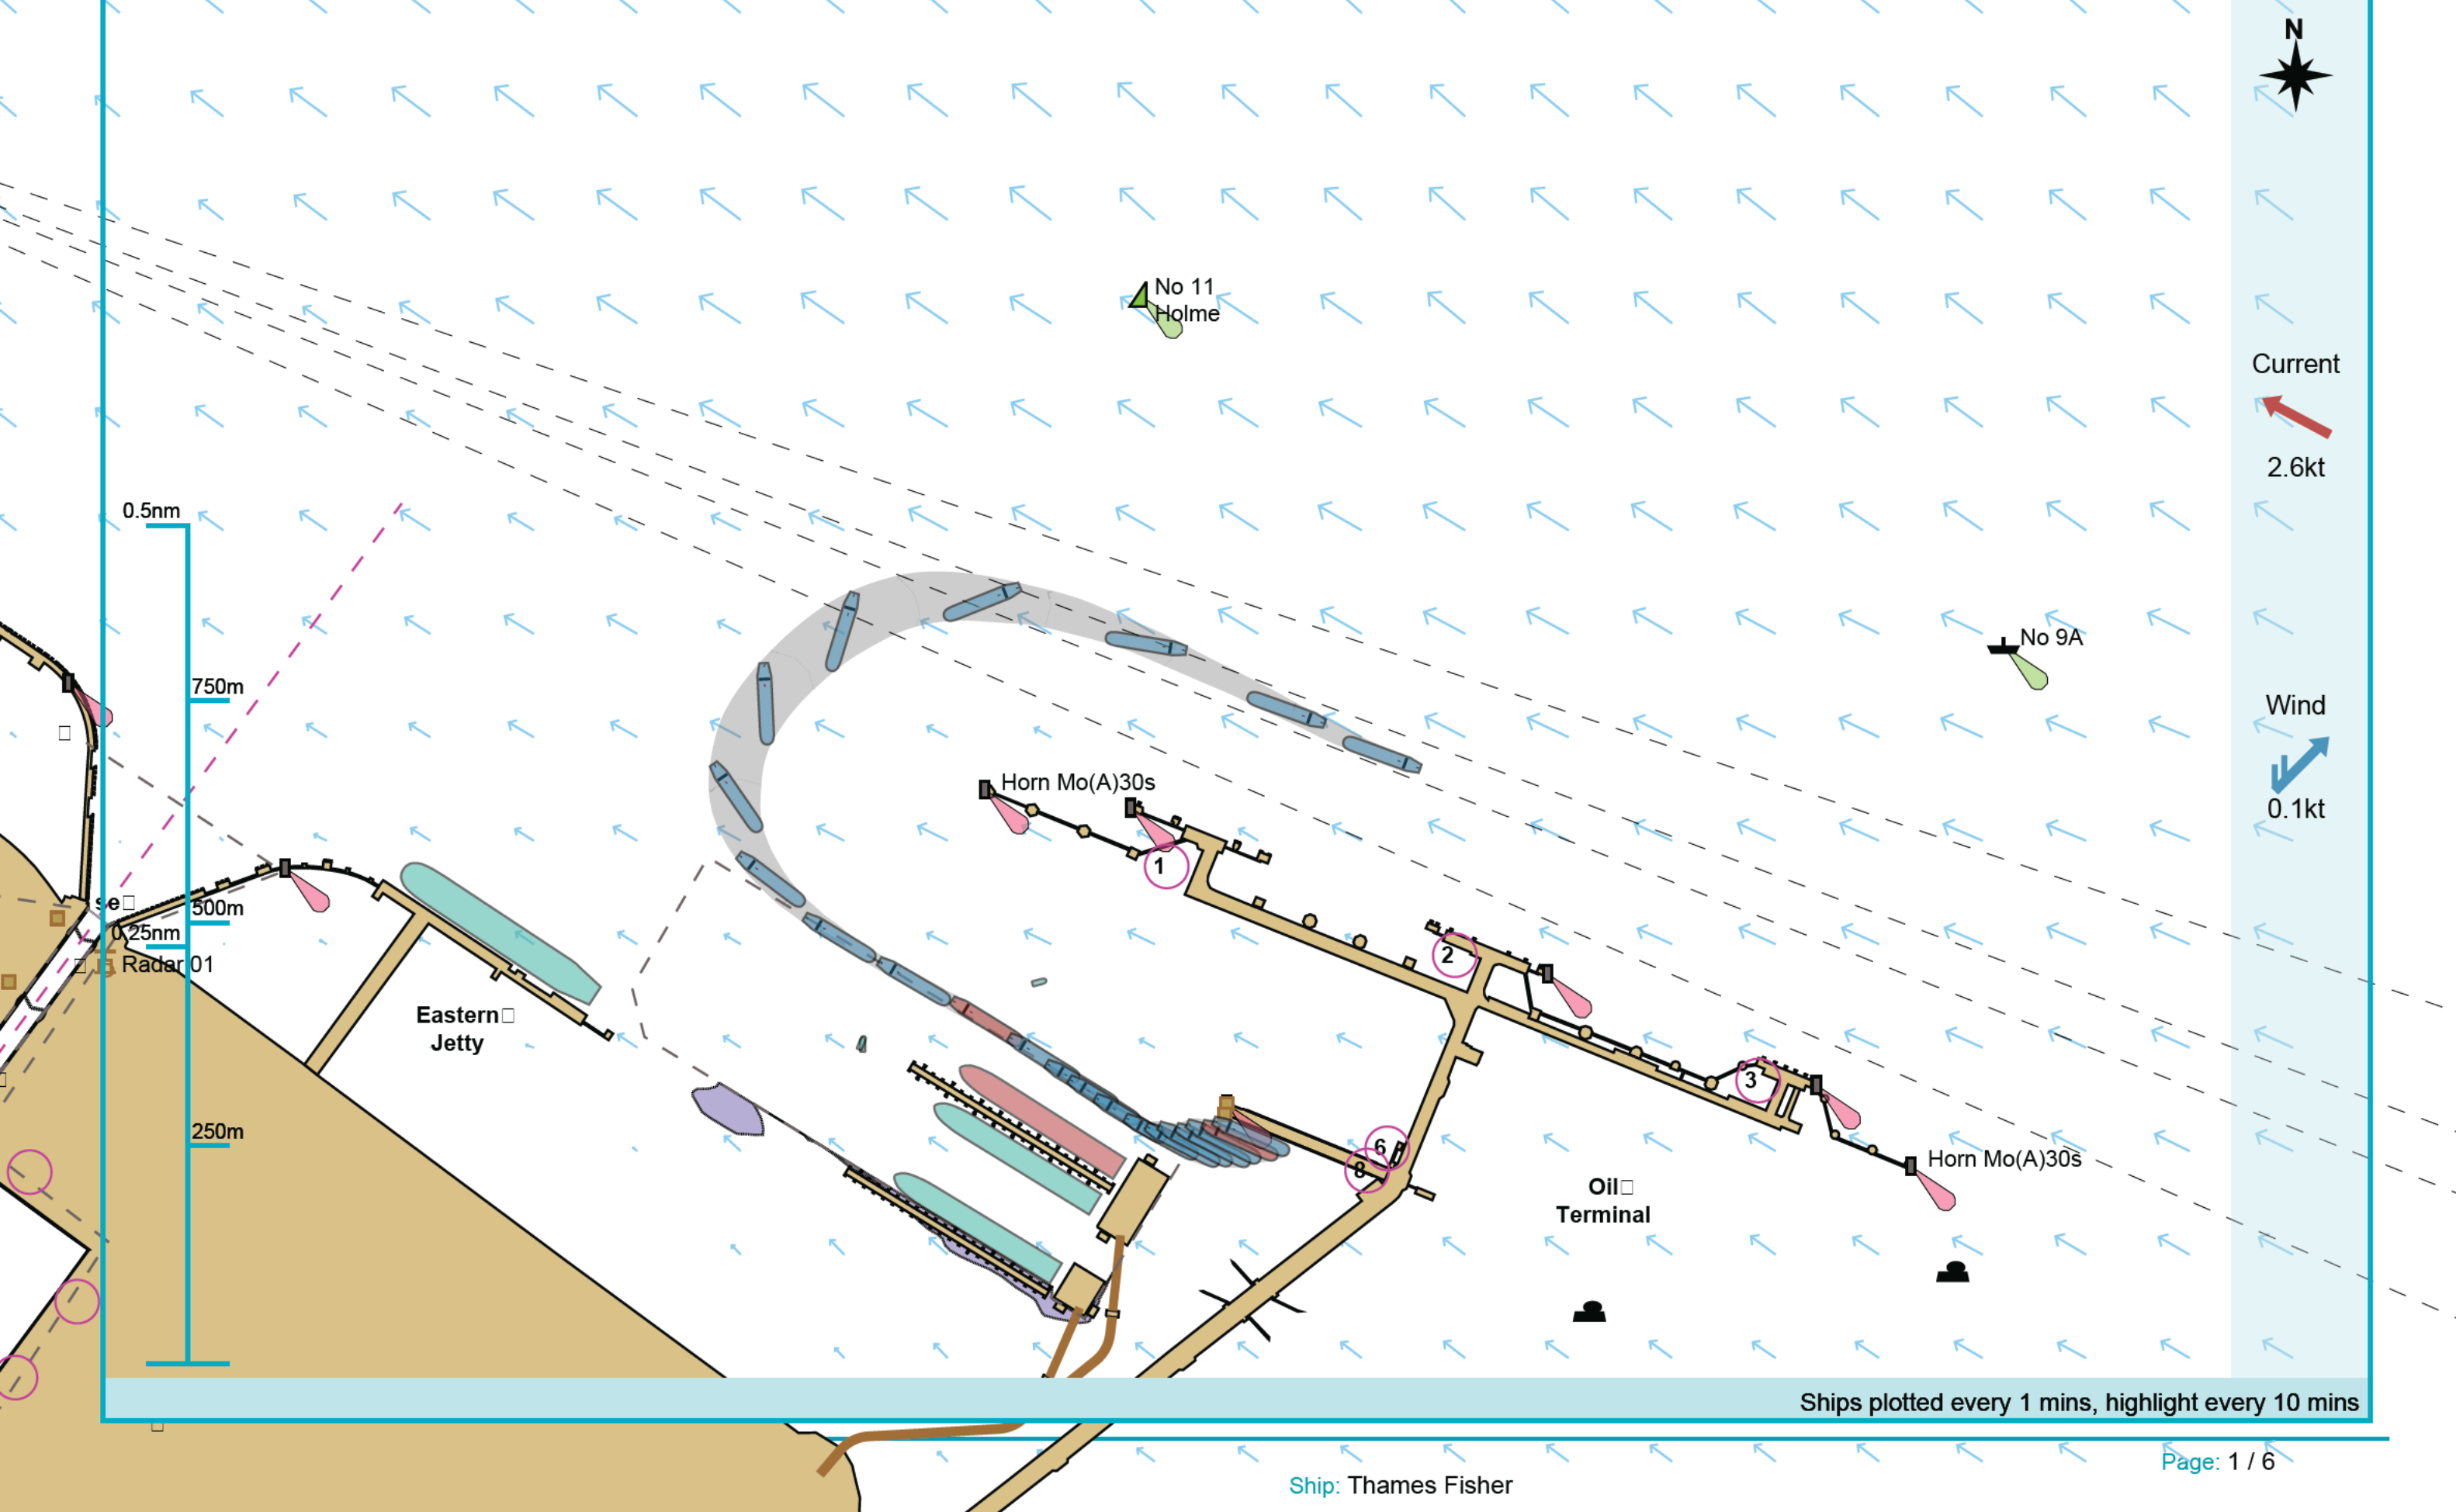 N
No 11
Holme
Current
2.6kt
0.5nm
No 9A
750m
Wind
0.1kt
Horn Mo(A)30s
1
se
500m
0.25nm
Radar 01
2
Eastern
Jetty
3
250m
6
8
Horn Mo(A)30s
Oil
Terminal
Ships plotted every 1 mins, highlight every 10 mins
Page: 1 / 6
Ship: Thames Fisher